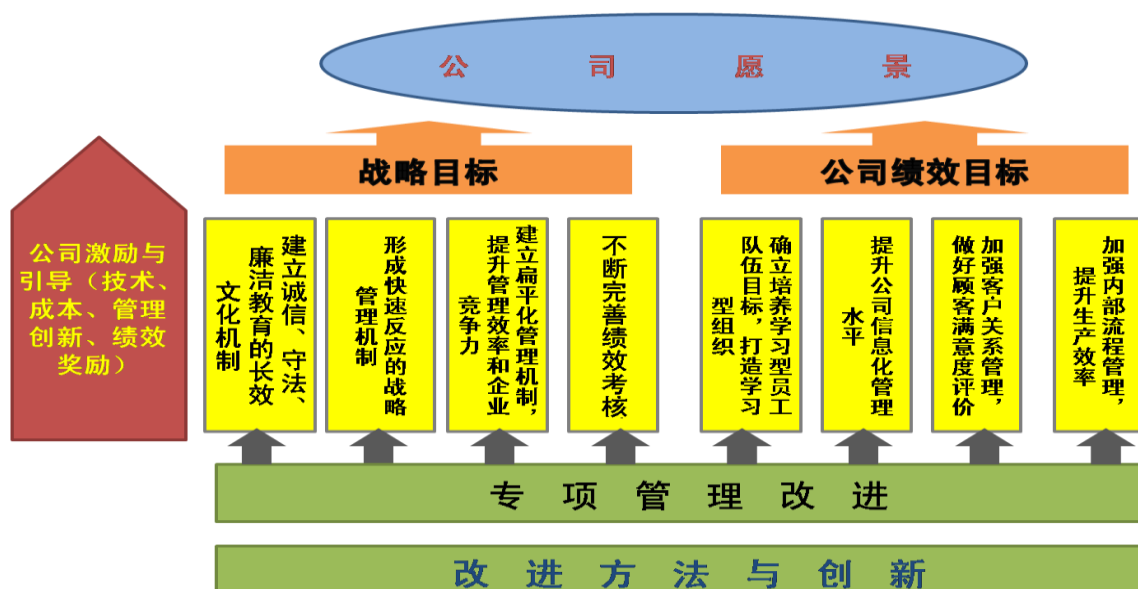 公司愿景
战略目标
公司绩效目标
公司激励与
引导（技术、
成本、管理
创新、绩效
奖励）
建立诚信、守法、
廉洁教育的长效
文化机制
形成快速反应的战略
管理机制
建立扁平化管理机制，
提升管理效率和企业
竞争力
不断完善绩效考核
确立培养学习型员工
队伍目标，打造学习
型组织
提升公司信息化管理
水平
加强客户关系管理，
做好顾客满意度评价
加强内部流程管理，
提升生产效率
专项管理改进
改进方法与创新